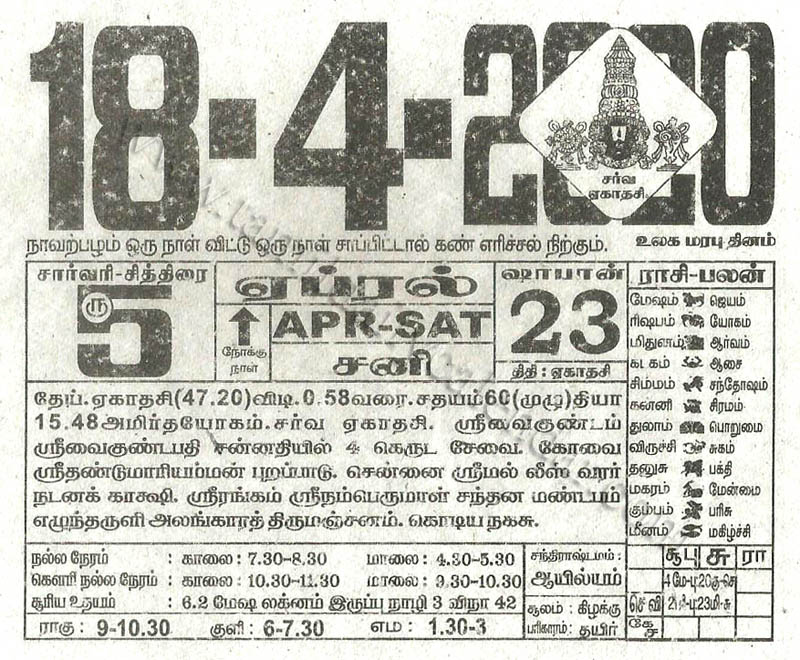 18-4-2020
சர்வ
ஏகாதசி
நாவற்பழம் ஒரு நாள் விட்டு ஒரு நாள் சாப்பிட்டால் கண் எரிச்சல் நிற்கும்.
உலக மரபு தினம்
சார்வரி-சித்திரை
ரு
5
ஏப்ரல்
நோக்கு
நாள்
APR-SAT
சனி
ஷாபான்
23
திதி : ஏகாதசி
ராசி-பலன்
மேஷம் ஜெயம்
ரிஷபம் யோகம்
மிதுனம் ஆர்வம்
கடகம் ஆசை
சிம்மம் சந்தோஷம்
கன்னி சிரமம்
துலாம் பொறுமை
விருச்சி சுகம்
தனுசு பக்தி
மகரம் மேன்மை
கும்பம் பரிசு
மீனம் மகிழ்ச்சி
தேய்.ஏகாதசி(47.20)விடி.0.58வரை.சதயம்60(முழு)தியா
15.48அமிர்தயோகம்.சர்வ ஏகாதசி. ஸ்ரீவைகுண்டம்
ஸ்ரீவைகுண்டபதி சன்னதியில் 4 கெருட சேவை. கோவை
ஸ்ரீதண்டுமாரியம்மன் புறப்பாடு. சென்னை ஸ்ரீமல் லீஸ் வரர்
நடனக் காக்ஷி. ஸ்ரீரங்கம் ஸ்ரீநம்பெருமாள் சந்தன மண்டபம்
எழுந்தருளி அலங்காரத் திருமஞ்சனம். கொடிய நகசு.
நல்ல நேரம் : காலை: 7.30-8.30 மாலை: 4.30-5.30
கௌரி நல்ல நேரம் : காலை: 10.30-11.30 மாலை: 9.30-10.30
சூரிய உதயம் : 6.2 மேஷ லக்னம் இருப்பு நாழி 3 விநா 42
ராகு: 9-10.30 குளி: 6-7.30 எம: 1.30-3
சந்திராஷ்டமம் :
ஆயில்யம்
சூலம் : கிழக்கு
பரிகாரம்: தயிர்
சூ பு சு ரா
செ வி
கே